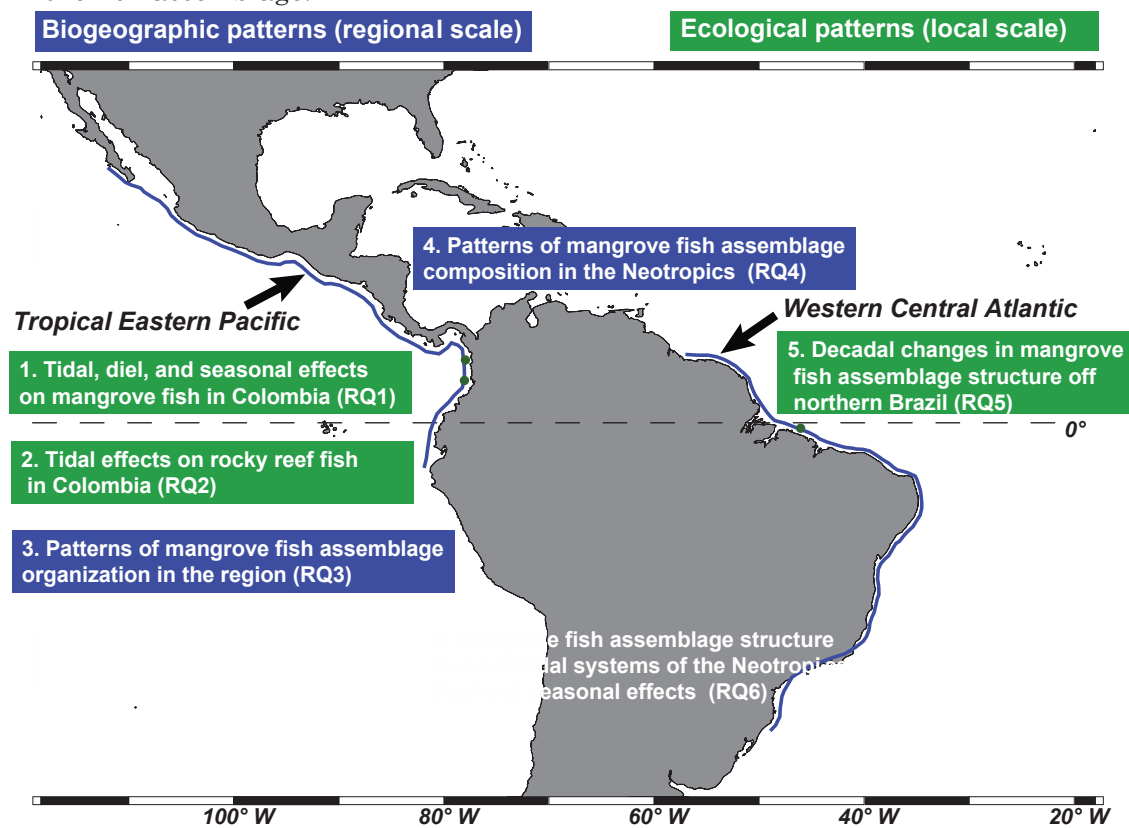 Biogeographic patterns (regional scale)
Ecological patterns (local scale)
4. Patterns of mangrove fish assemblage
composition in the Neotropics (RQ4)
Tropical Eastern Pacific
Western Central Atlantic
1. Tidal, diel, and seasonal effects
on mangrove fish in Colombia (RQ1)
5. Decadal changes in mangrove
fish assemblage structure off
northern Brazil (RQ5)
0°
2. Tidal effects on rocky reef fish
in Colombia (RQ2)
3. Patterns of mangrove fish assemblage
organization in the region (RQ3)
fish assemblage structure
systems of the Neotropics
seasonal effects (RQ6)
100° W
80° W
60° W
40° W
20° W